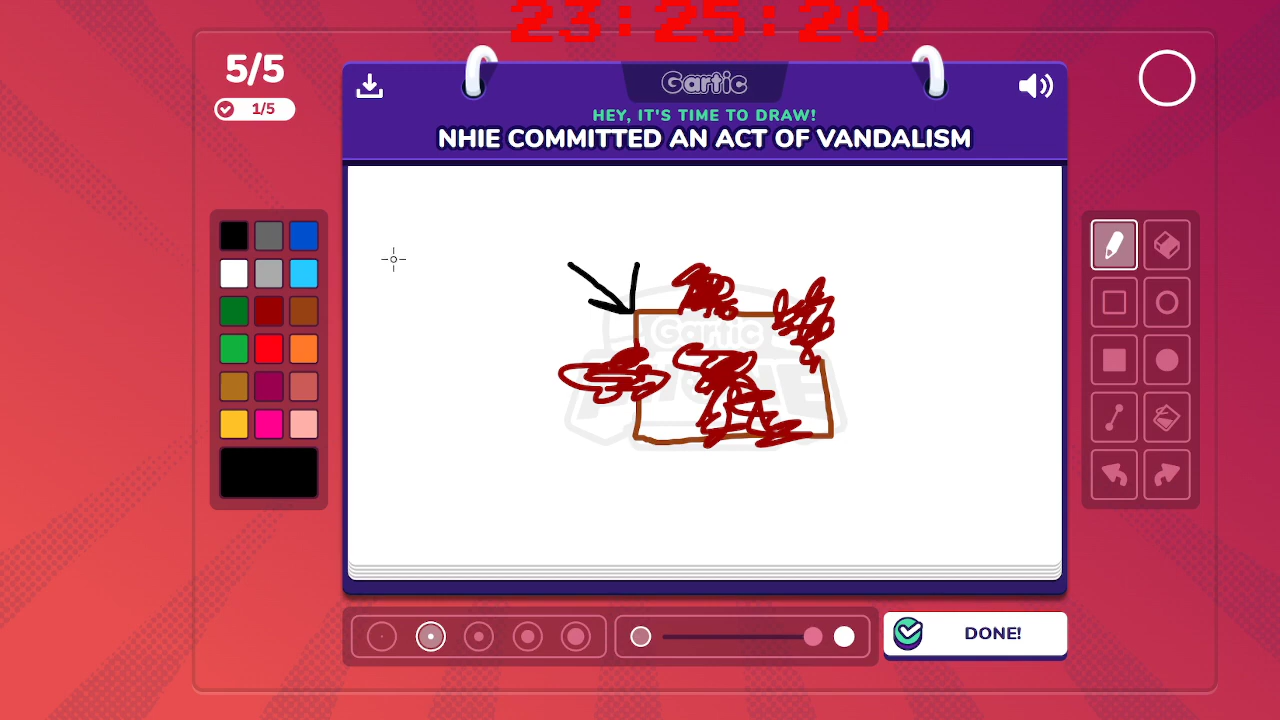 23:25:20
5/5
1/5
Gartic
HEY, IT'S TIME TO DRAW!
NHIE COMMITTED AN ACT OF VANDALISM
Gartic
DONE!